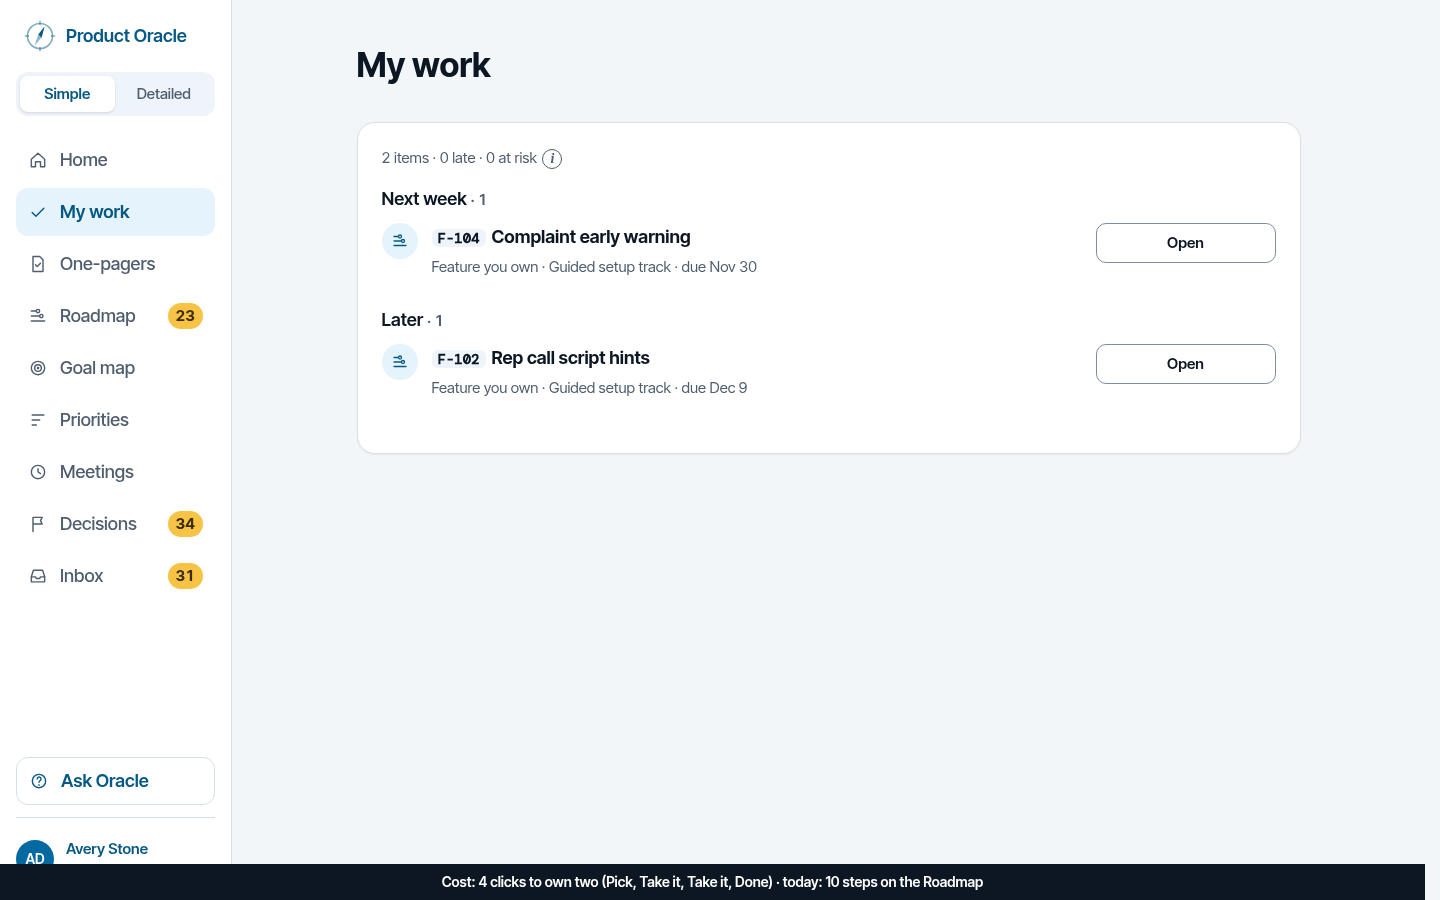 Product Oracle
Simple
Detailed
Home
My work
One-pagers
Roadmap 23
Goal map
Priorities
Meetings
Decisions 34
Inbox 31
Ask Oracle
AD
Avery Stone
My work
2 items · 0 late · 0 at risk i
Next week · 1
F-104 Complaint early warning
Feature you own · Guided setup track · due Nov 30
Open
Later · 1
F-102 Rep call script hints
Feature you own · Guided setup track · due Dec 9
Open
Cost: 4 clicks to own two (Pick, Take it, Take it, Done) · today: 10 steps on the Roadmap